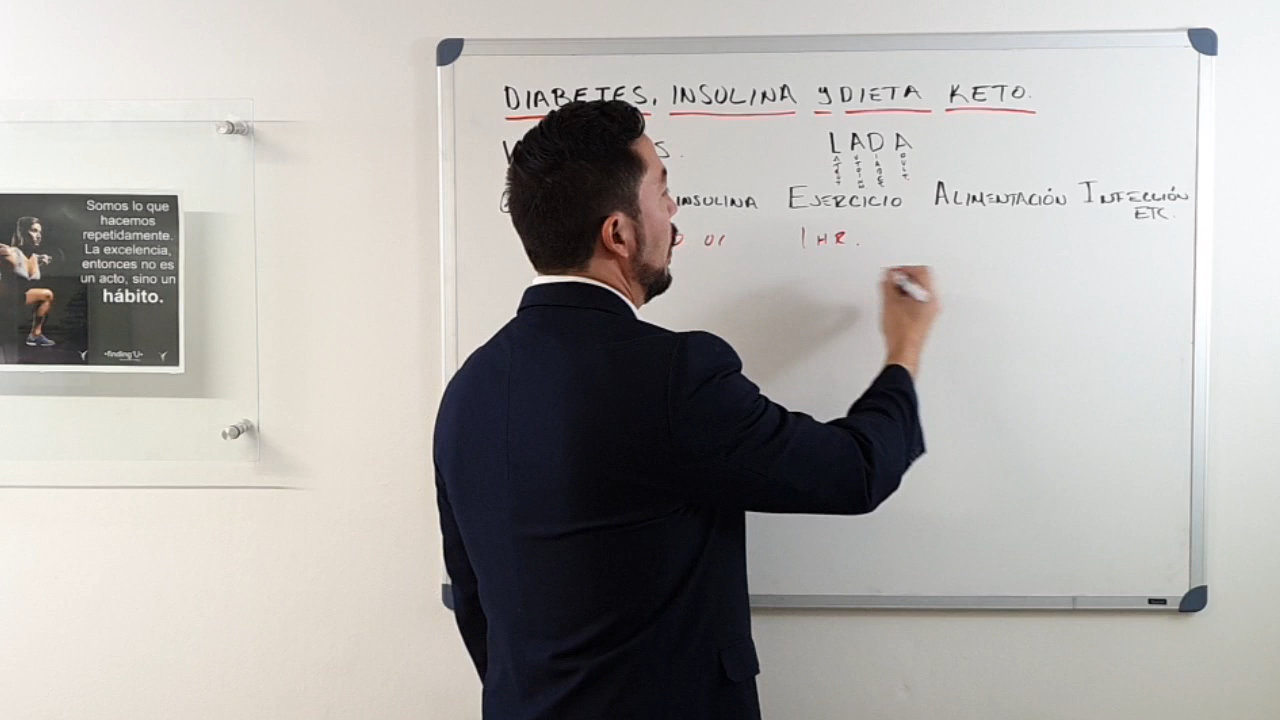 Somos lo que
hacemos
repetidamente.
La excelencia,
entonces no es
un acto, sino un
hábito.
•finding U•
DIABETES, INSULINA y DIETA KETO.
LADA
INSULINA EJERCICIO ALIMENTACIÓN INFECCIÓN
ETC.
1 HR.